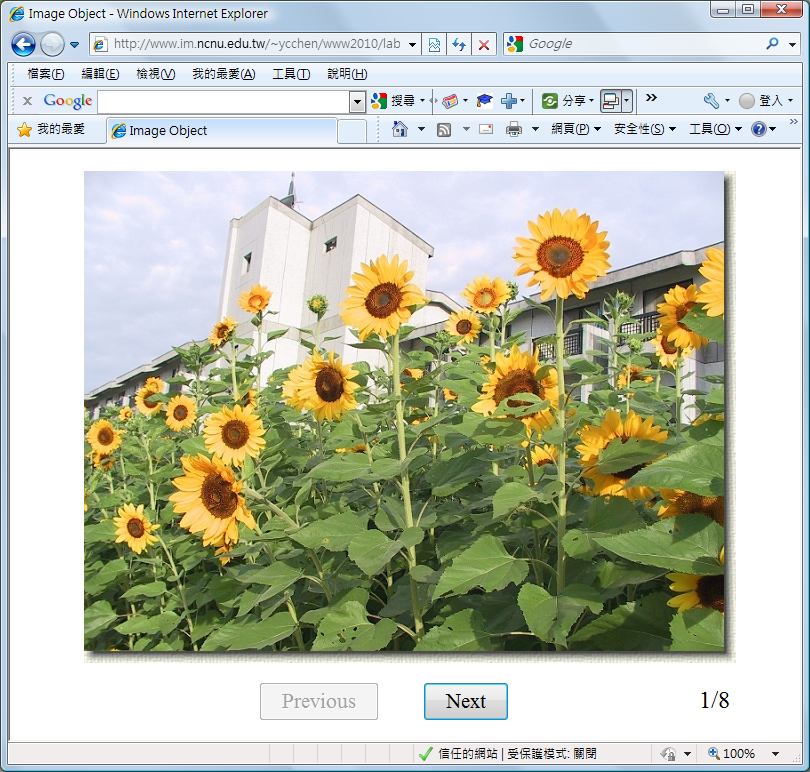 Image Object - Windows Internet Explorer
http://www.im.ncnu.edu.tw/~ycchen/www2010/lab
Google
檔案(F) 編輯(E) 檢視(V) 我的最愛(A) 工具(T) 說明(H)
x Google 搜尋 分享 » 登入
我的最愛 Image Object 網頁(P) 安全性(S) 工具(O) »
Previous Next 1/8
信任的網站 | 受保護模式: 關閉 100%